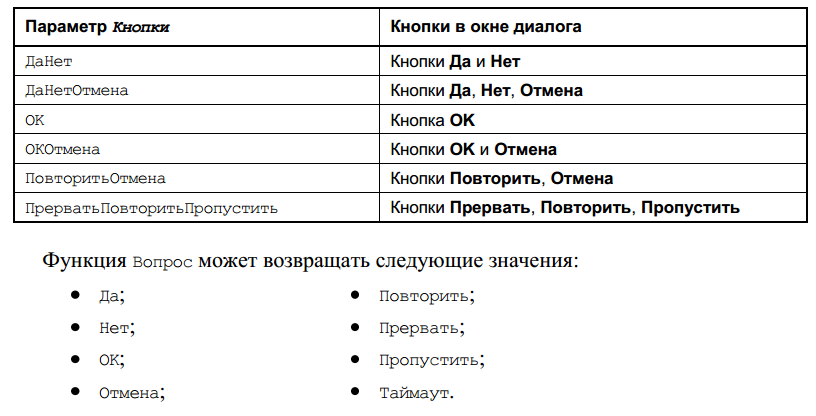 Параметр Кнопки Кнопки в окне диалога
ДаНет Кнопки Да и Нет
ДаНетОтмена Кнопки Да, Нет, Отмена
OK Кнопка OK
OKОтмена Кнопки OK и Отмена
ПовторитьОтмена Кнопки Повторить, Отмена
ПрерватьПовторитьПропустить Кнопки Прервать, Повторить, Пропустить
Функция Вопрос может возвращать следующие значения:
• Да; • Повторить;
• Нет; • Прервать;
• OK; • Пропустить;
• Отмена; • Таймаут.